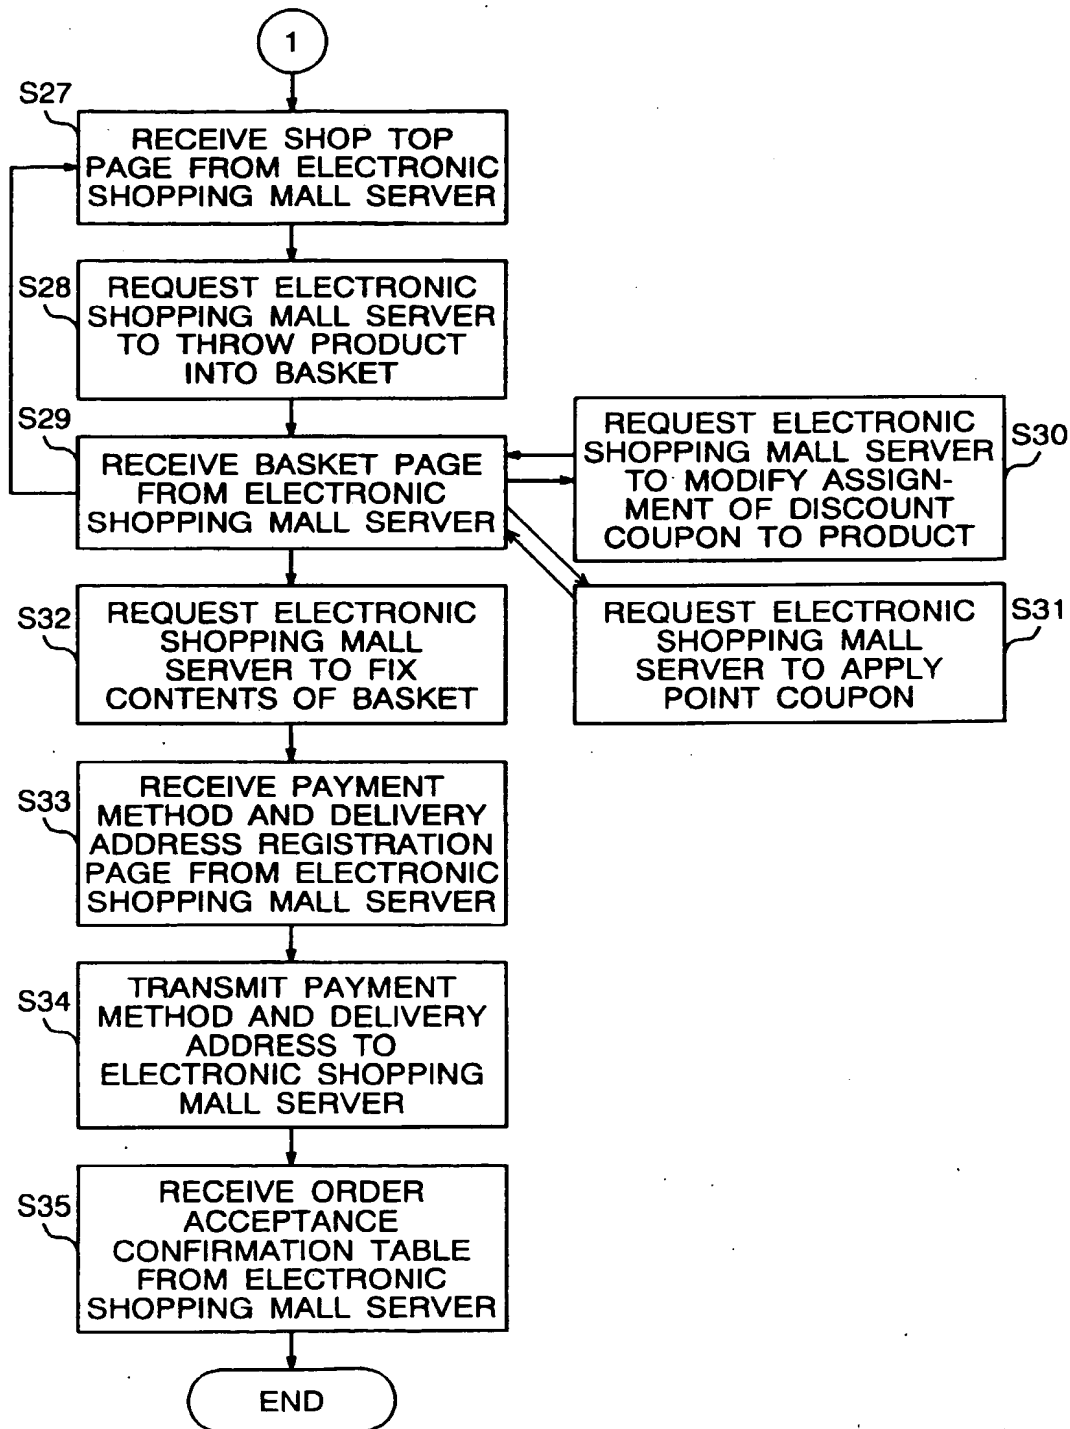 1
S27
RECEIVE SHOP TOP
PAGE FROM ELECTRONIC
SHOPPING MALL SERVER
S28
REQUEST ELECTRONIC
SHOPPING MALL SERVER
TO THROW PRODUCT
INTO BASKET
S29
RECEIVE BASKET PAGE
FROM ELECTRONIC
SHOPPING MALL SERVER
S30
REQUEST ELECTRONIC
SHOPPING MALL SERVER
TO MODIFY ASSIGN-
MENT OF DISCOUNT
COUPON TO PRODUCT
S31
REQUEST ELECTRONIC
SHOPPING MALL
SERVER TO APPLY
POINT COUPON
S32
REQUEST ELECTRONIC
SHOPPING MALL
SERVER TO FIX
CONTENTS OF BASKET
S33
RECEIVE PAYMENT
METHOD AND DELIVERY
ADDRESS REGISTRATION
PAGE FROM ELECTRONIC
SHOPPING MALL SERVER
S34
TRANSMIT PAYMENT
METHOD AND DELIVERY
ADDRESS TO
ELECTRONIC SHOPPING
MALL SERVER
S35
RECEIVE ORDER
ACCEPTANCE
CONFIRMATION TABLE
FROM ELECTRONIC
SHOPPING MALL SERVER
END